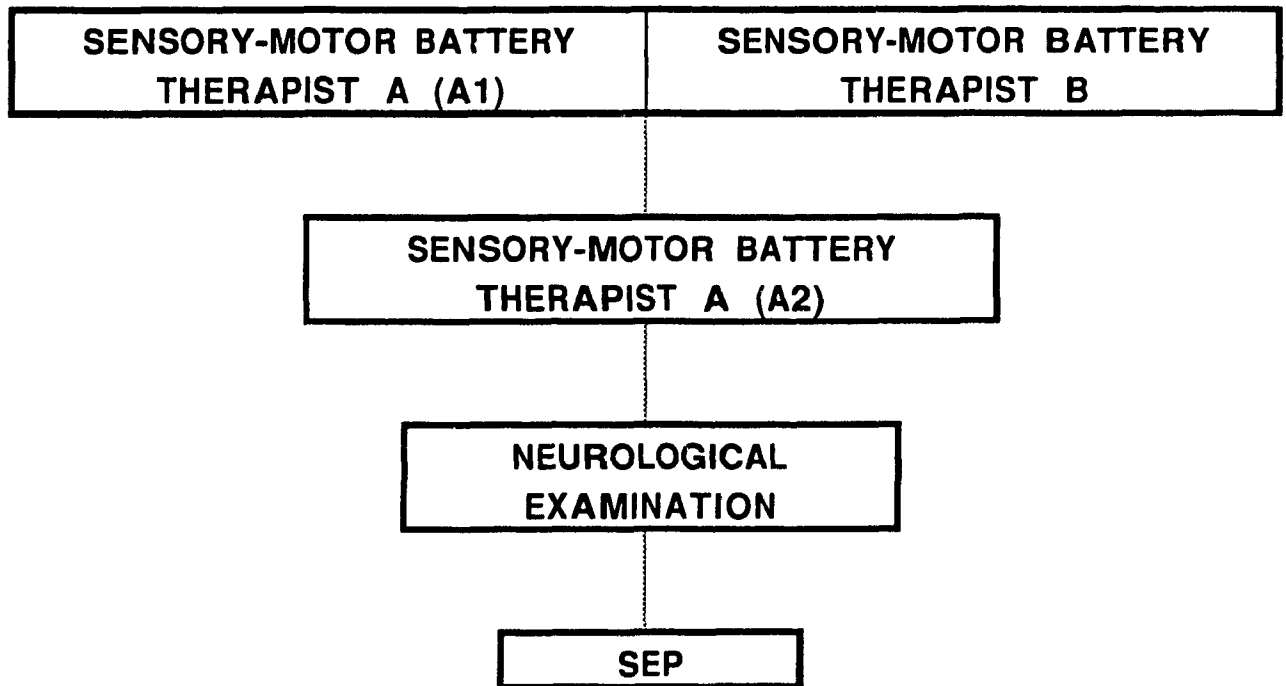 SENSORY-MOTOR BATTERY
THERAPIST A (A1)
SENSORY-MOTOR BATTERY
THERAPIST B
SENSORY-MOTOR BATTERY
THERAPIST A (A2)
NEUROLOGICAL
EXAMINATION
SEP